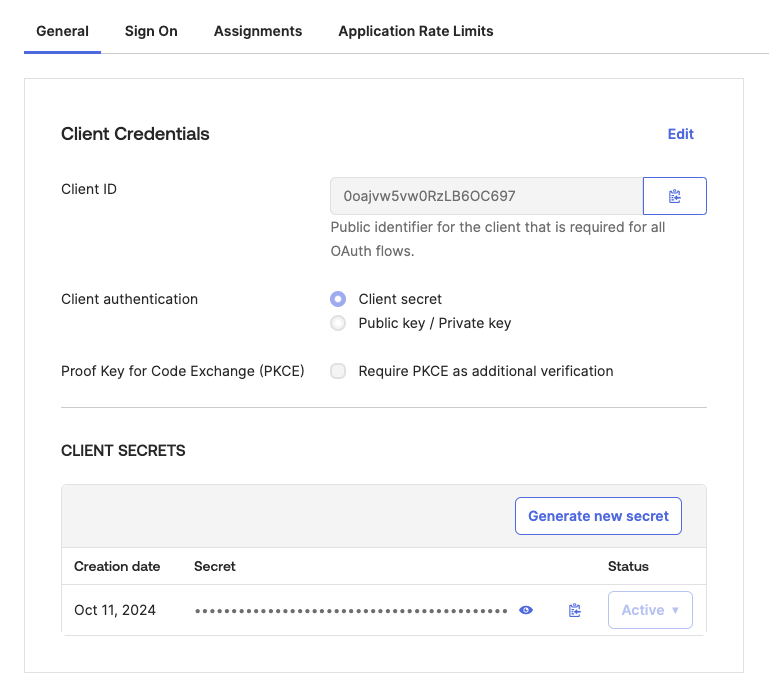 General Sign On Assignments Application Rate Limits
Client Credentials Edit
Client ID 0oajvw5vw0RzLB6OC697
Public identifier for the client that is required for all
OAuth flows.
Client authentication Client secret
Public key / Private key
Proof Key for Code Exchange (PKCE) Require PKCE as additional verification
CLIENT SECRETS
Generate new secret
Creation date Secret Status
Oct 11, 2024 Active